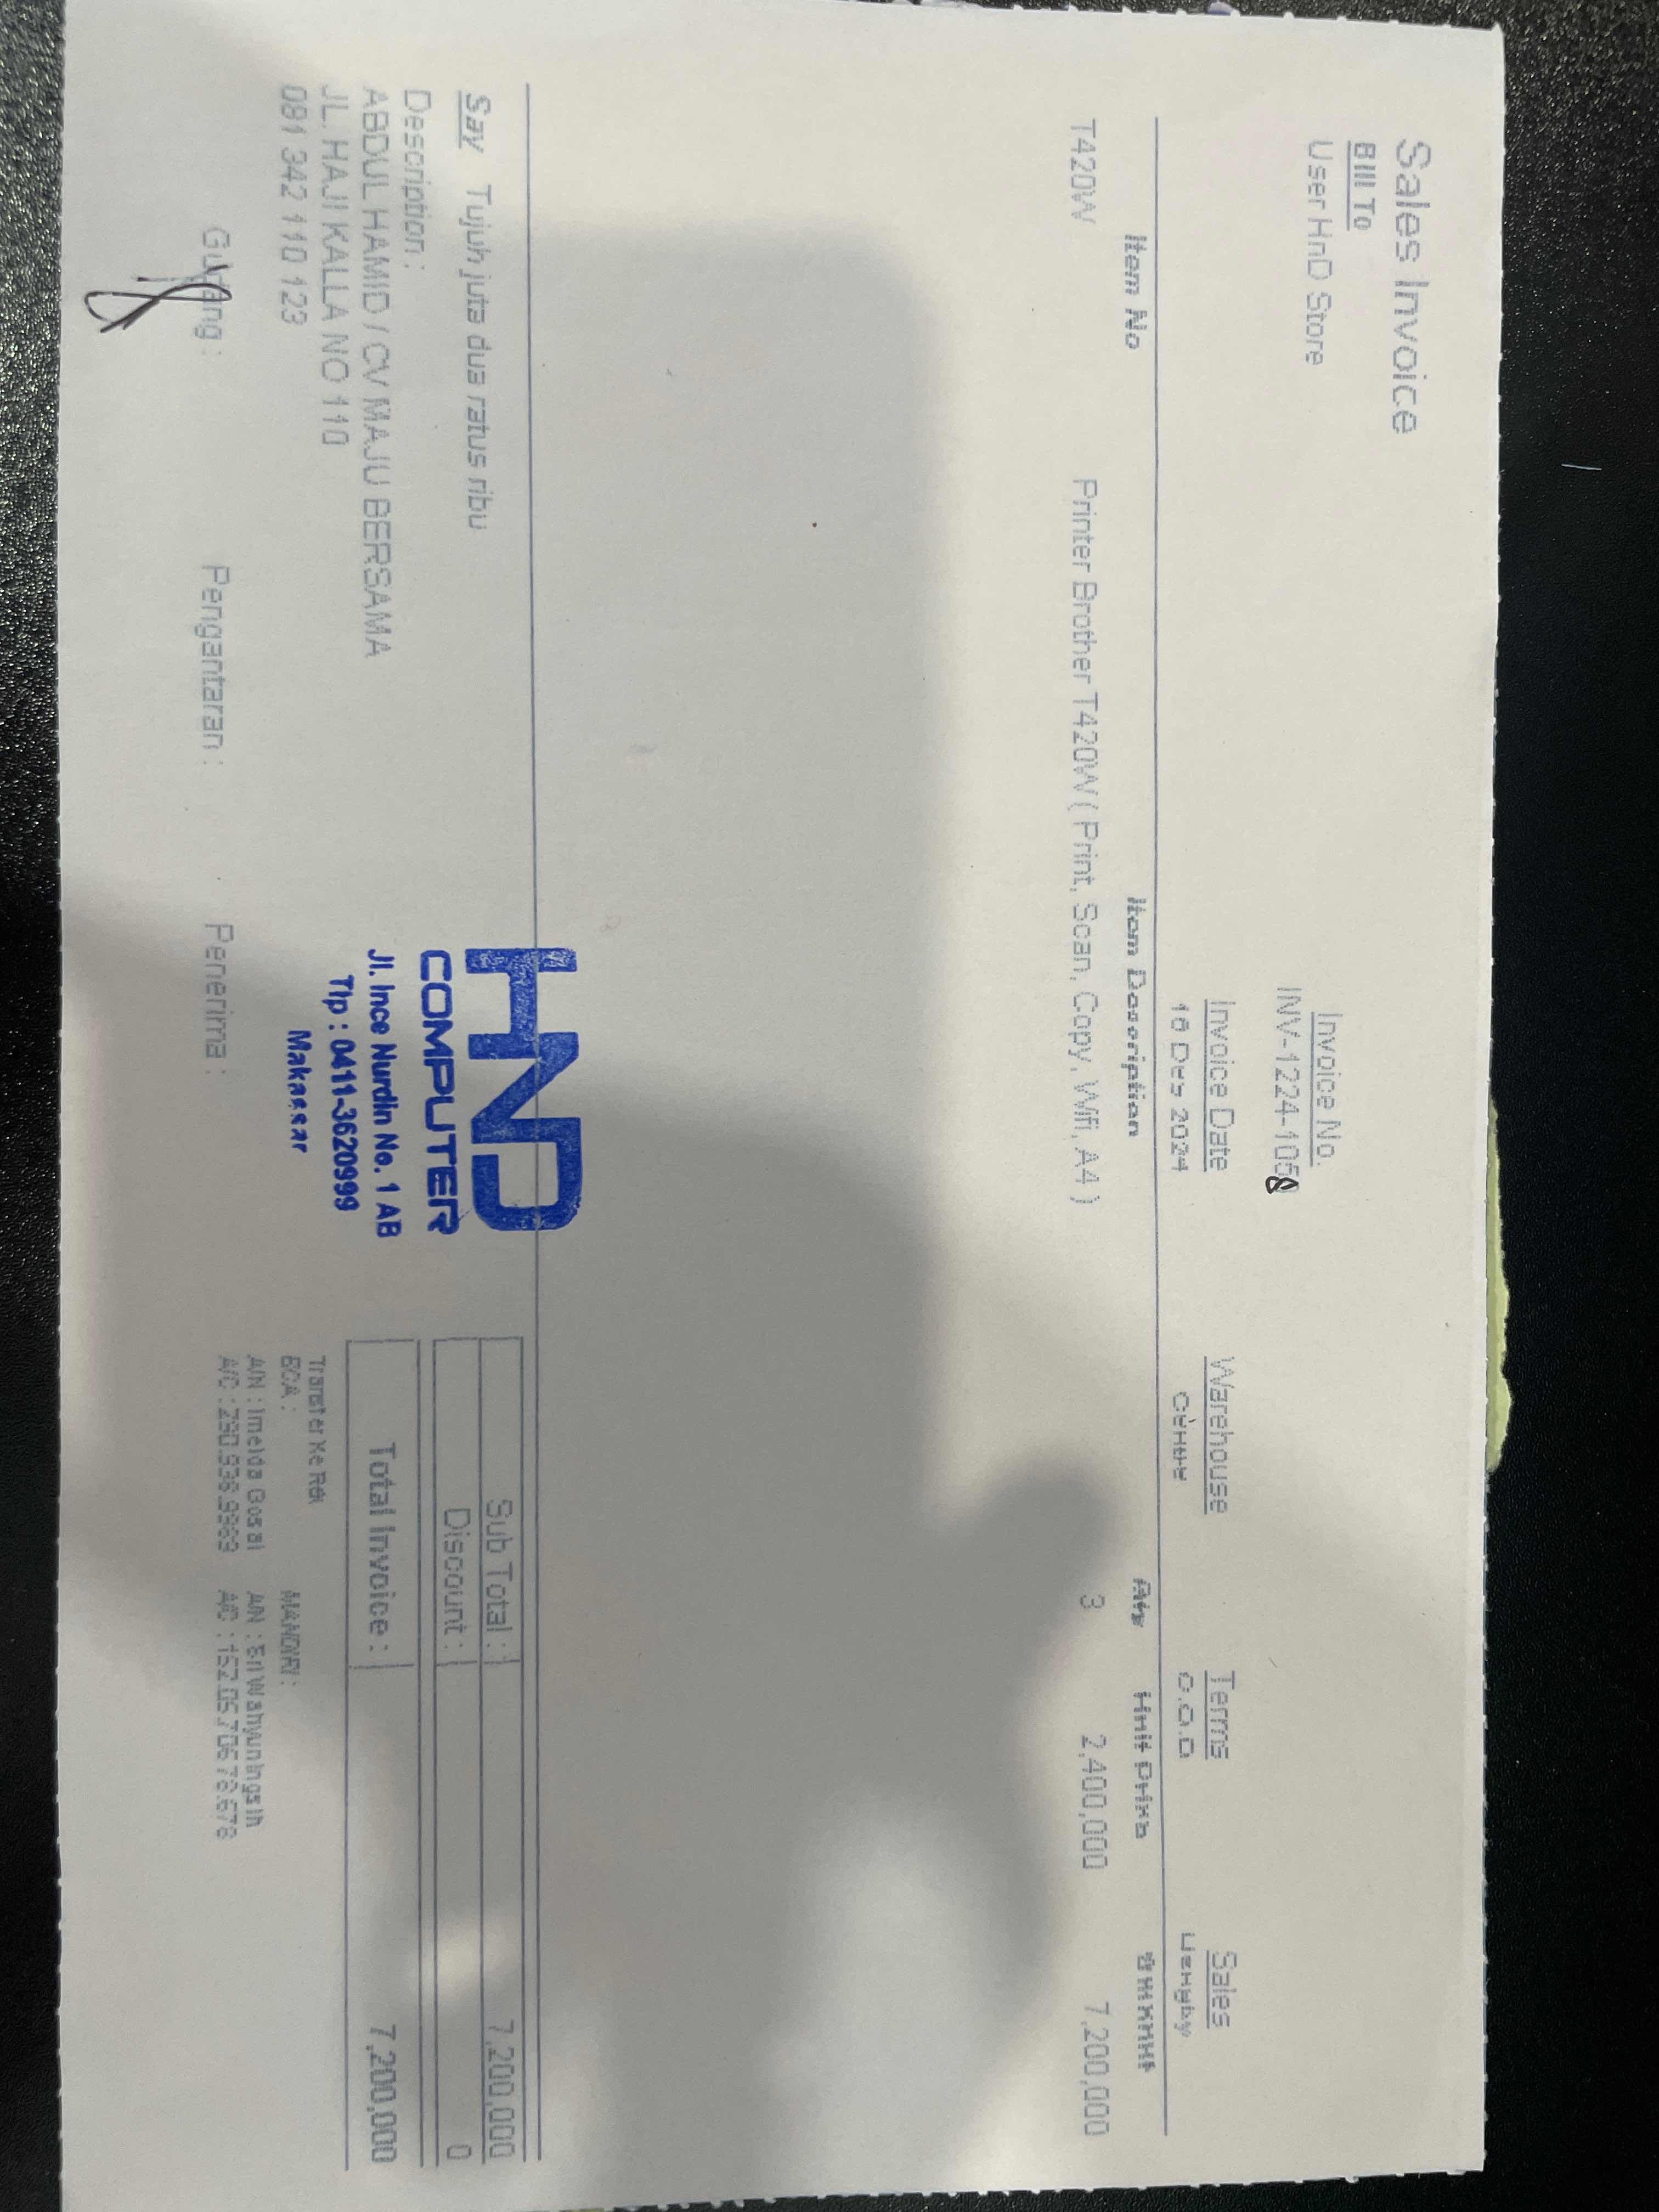 Sales Invoice
Bill To
User HnD Store
Invoice No.
INV-1224-1058
Invoice Date
Warehouse
Terms
Sales
16 Des 2024
C.O.D
Item No
Item Description
Qty
Unit Price
Amount
T420W
Printer Brother T420W ( Print, Scan, Copy, Wifi, A4 )
3
2,400,000
7,200,000
Say Tujuh juta dua ratus ribu
Description :
ABDUL HAMID / CV MAJU BERSAMA
JL. HAJI KALLA NO 110
081 342 110 123
HND
COMPUTER
Jl. Ince Nurdin No. 1 AB
Tlp : 0411-3620999
Makassar
Sub Total : 7,200,000
Discount : 0
Total Invoice : 7,200,000
Transfer Ke Rek
BCA :
A/N : Imelda Gosal
MANDIRI :
A/N : Sri Wahyuningsih
Gudang :
Pengantaran :
Penerima :